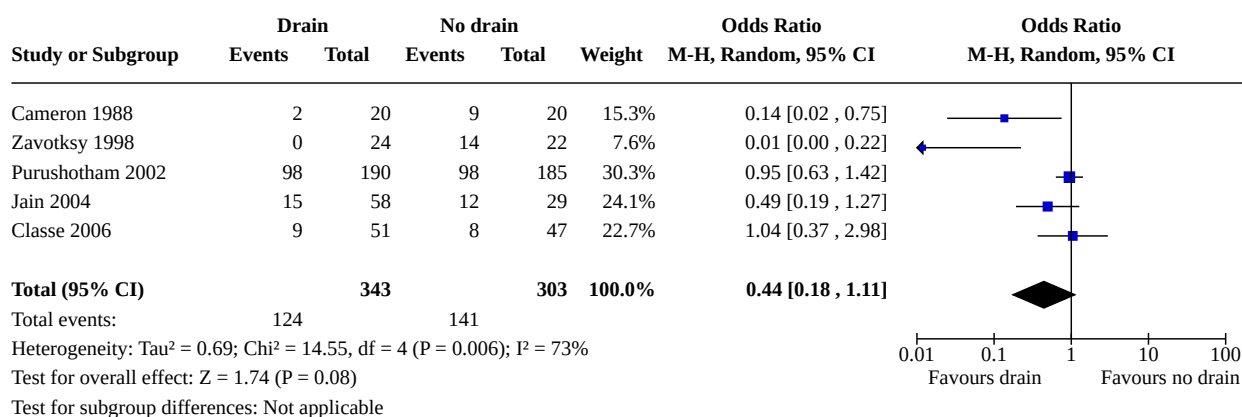 Drain No drain Odds Ratio Odds Ratio
Study or Subgroup Events Total Events Total Weight M-H, Random, 95% CI M-H, Random, 95% CI
Cameron 1988 2 20 9 20 15.3% 0.14 [0.02 , 0.75]
Zavotksy 1998 0 24 14 22 7.6% 0.01 [0.00 , 0.22]
Purushotham 2002 98 190 98 185 30.3% 0.95 [0.63 , 1.42]
Jain 2004 15 58 12 29 24.1% 0.49 [0.19 , 1.27]
Classe 2006 9 51 8 47 22.7% 1.04 [0.37 , 2.98]
Total (95% CI) 343 303 100.0% 0.44 [0.18 , 1.11]
Total events: 124 141
Heterogeneity: Tau² = 0.69; Chi² = 14.55, df = 4 (P = 0.006); I² = 73%
0.01 0.1 1 10 100
Test for overall effect: Z = 1.74 (P = 0.08) Favours drain Favours no drain
Test for subgroup differences: Not applicable